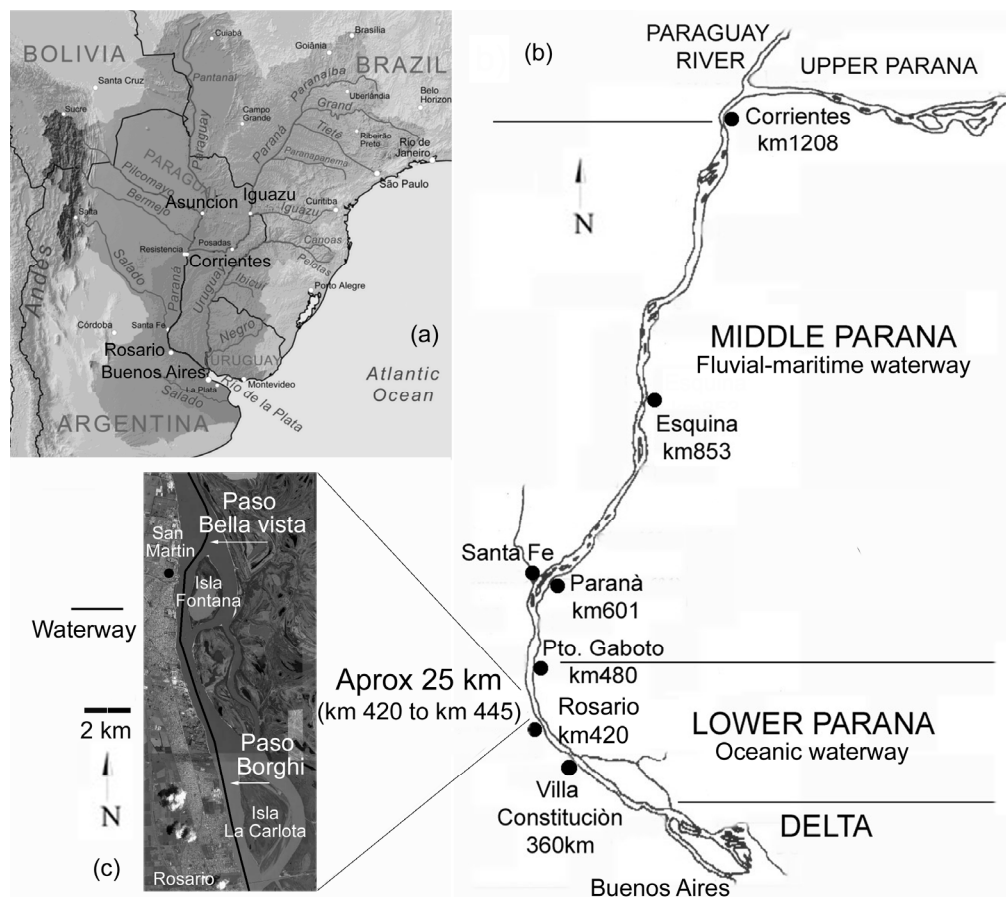 BOLIVIA
Cuiabá
Goiânia
Brasília
BRAZIL
Santa Cruz
Pantanal
Paranaíba
Uberlândia
Belo
Horizon
Sucre
Campo
Grande
Grand
Paraguay
Paranà
Tietê
Ribeirão
Preto
Rio de
Janeiro
PARAGUAY
Paranapanema
São Paulo
Pilcomayo
Bermejo
Asuncion
Iguazu
Iguazu
Curitiba
Salta
Posadas
Canoas
Resistencia
Corrientes
Pelotas
Andes
Salado
Paraná
Uruguay
Ibicuí
Porto Alegre
Córdoba
Santa Fe
Negro
(a)
Rosario
URUGUAY
Buenos Aires
Atlantic
Ocean
La Plata
Montevideo
Salado
Río de la Plata
ARGENTINA
(b)
PARAGUAY
RIVER
UPPER PARANA
Corrientes
km1208
N
MIDDLE PARANA
Fluvial-maritime waterway
Esquina
km853
Santa Fe
Paranà
km601
Pto. Gaboto
km480
Rosario
km420
LOWER PARANA
Oceanic waterway
Villa
Constituciòn
360km
DELTA
Buenos Aires
Aprox 25 km
(km 420 to km 445)
Paso
Bella vista
San
Martin
Isla
Fontana
Waterway
2 km
N
Paso
Borghi
Isla
La Carlota
(c)
Rosario